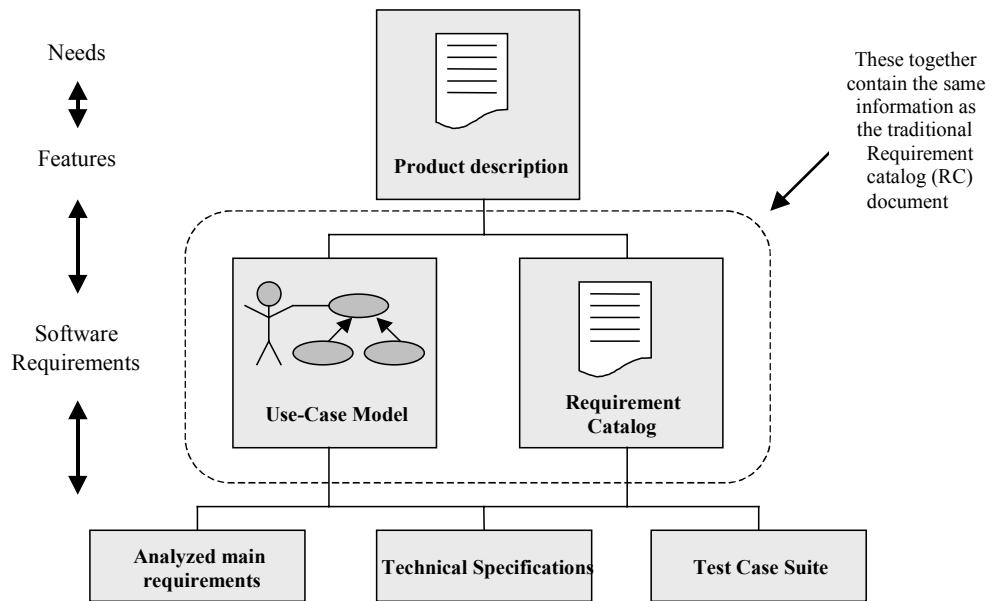 Needs
Features
Software
Requirements
Product description
These together
contain the same
information as
the traditional
Requirement
catalog (RC)
document
Use-Case Model
Requirement
Catalog
Analyzed main
requirements
Technical Specifications
Test Case Suite